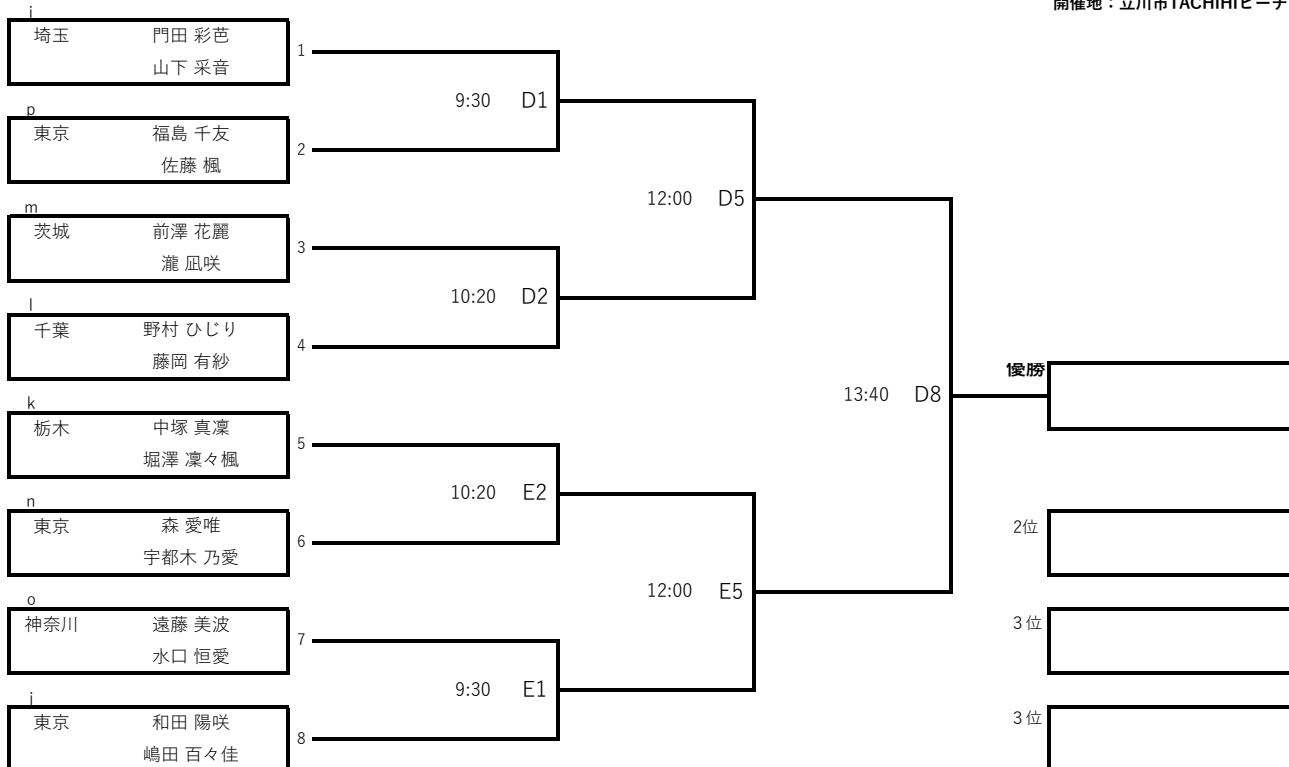 開催地：立川市TACHIHIビーチ
i
埼玉 門田 彩芭
山下 采音
1
9:30 D1
p
東京 福島 千友
佐藤 楓
2
12:00 D5
m
茨城 前澤 花麗
瀧 凪咲
3
10:20 D2
l
千葉 野村 ひじり
藤岡 有紗
4
優勝
13:40 D8
k
栃木 中塚 真凜
堀澤 凜々楓
5
10:20 E2
n
東京 森 愛唯
宇都木 乃愛
6
2位
12:00 E5
o
神奈川 遠藤 美波
水口 恒愛
7
３位
9:30 E1
j
東京 和田 陽咲
嶋田 百々佳
8
３位